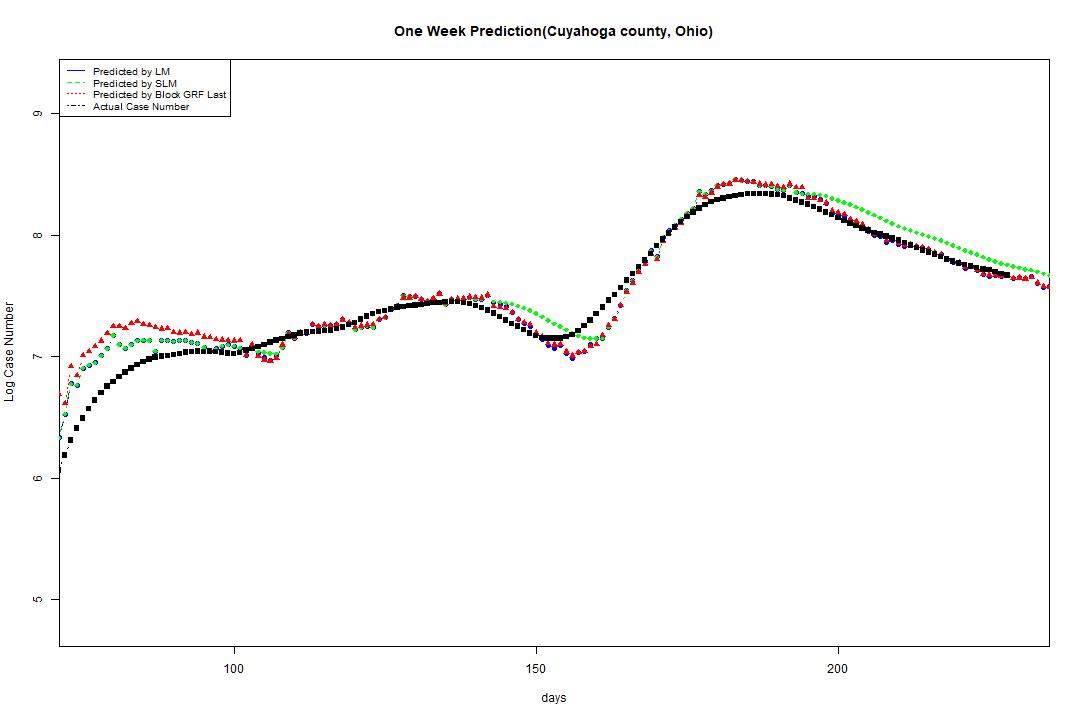 One Week Prediction(Cuyahoga county, Ohio)
Predicted by LM
Predicted by SLM
Predicted by Block GRF Last
Actual Case Number
9
8
7
6
5
Log Case Number
100 150 200
days